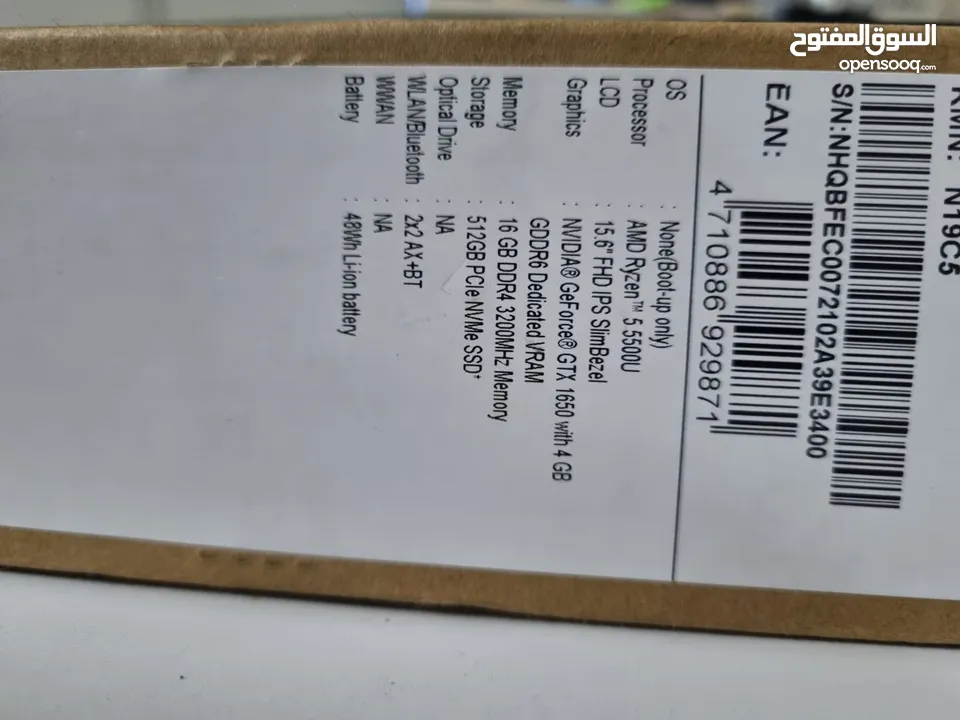 السوق المفتوح
opensooq.com
RMN: N19C5
S/N:NHQBFEC0072102A39E3400
EAN:
4 710886 929871
OS : None(Boot-up only)
Processor : AMD Ryzen™ 5 5500U
LCD : 15.6" FHD IPS SlimBezel
Graphics : NVIDIA® GeForce® GTX 1650 with 4 GB
GDDR6 Dedicated VRAM
Memory : 16 GB DDR4 3200MHz Memory
Storage : 512GB PCIe NVMe SSD+
Optical Drive : NA
WLAN/Bluetooth : 2x2 AX+BT
WWAN : NA
Battery : 48Wh Li-ion battery